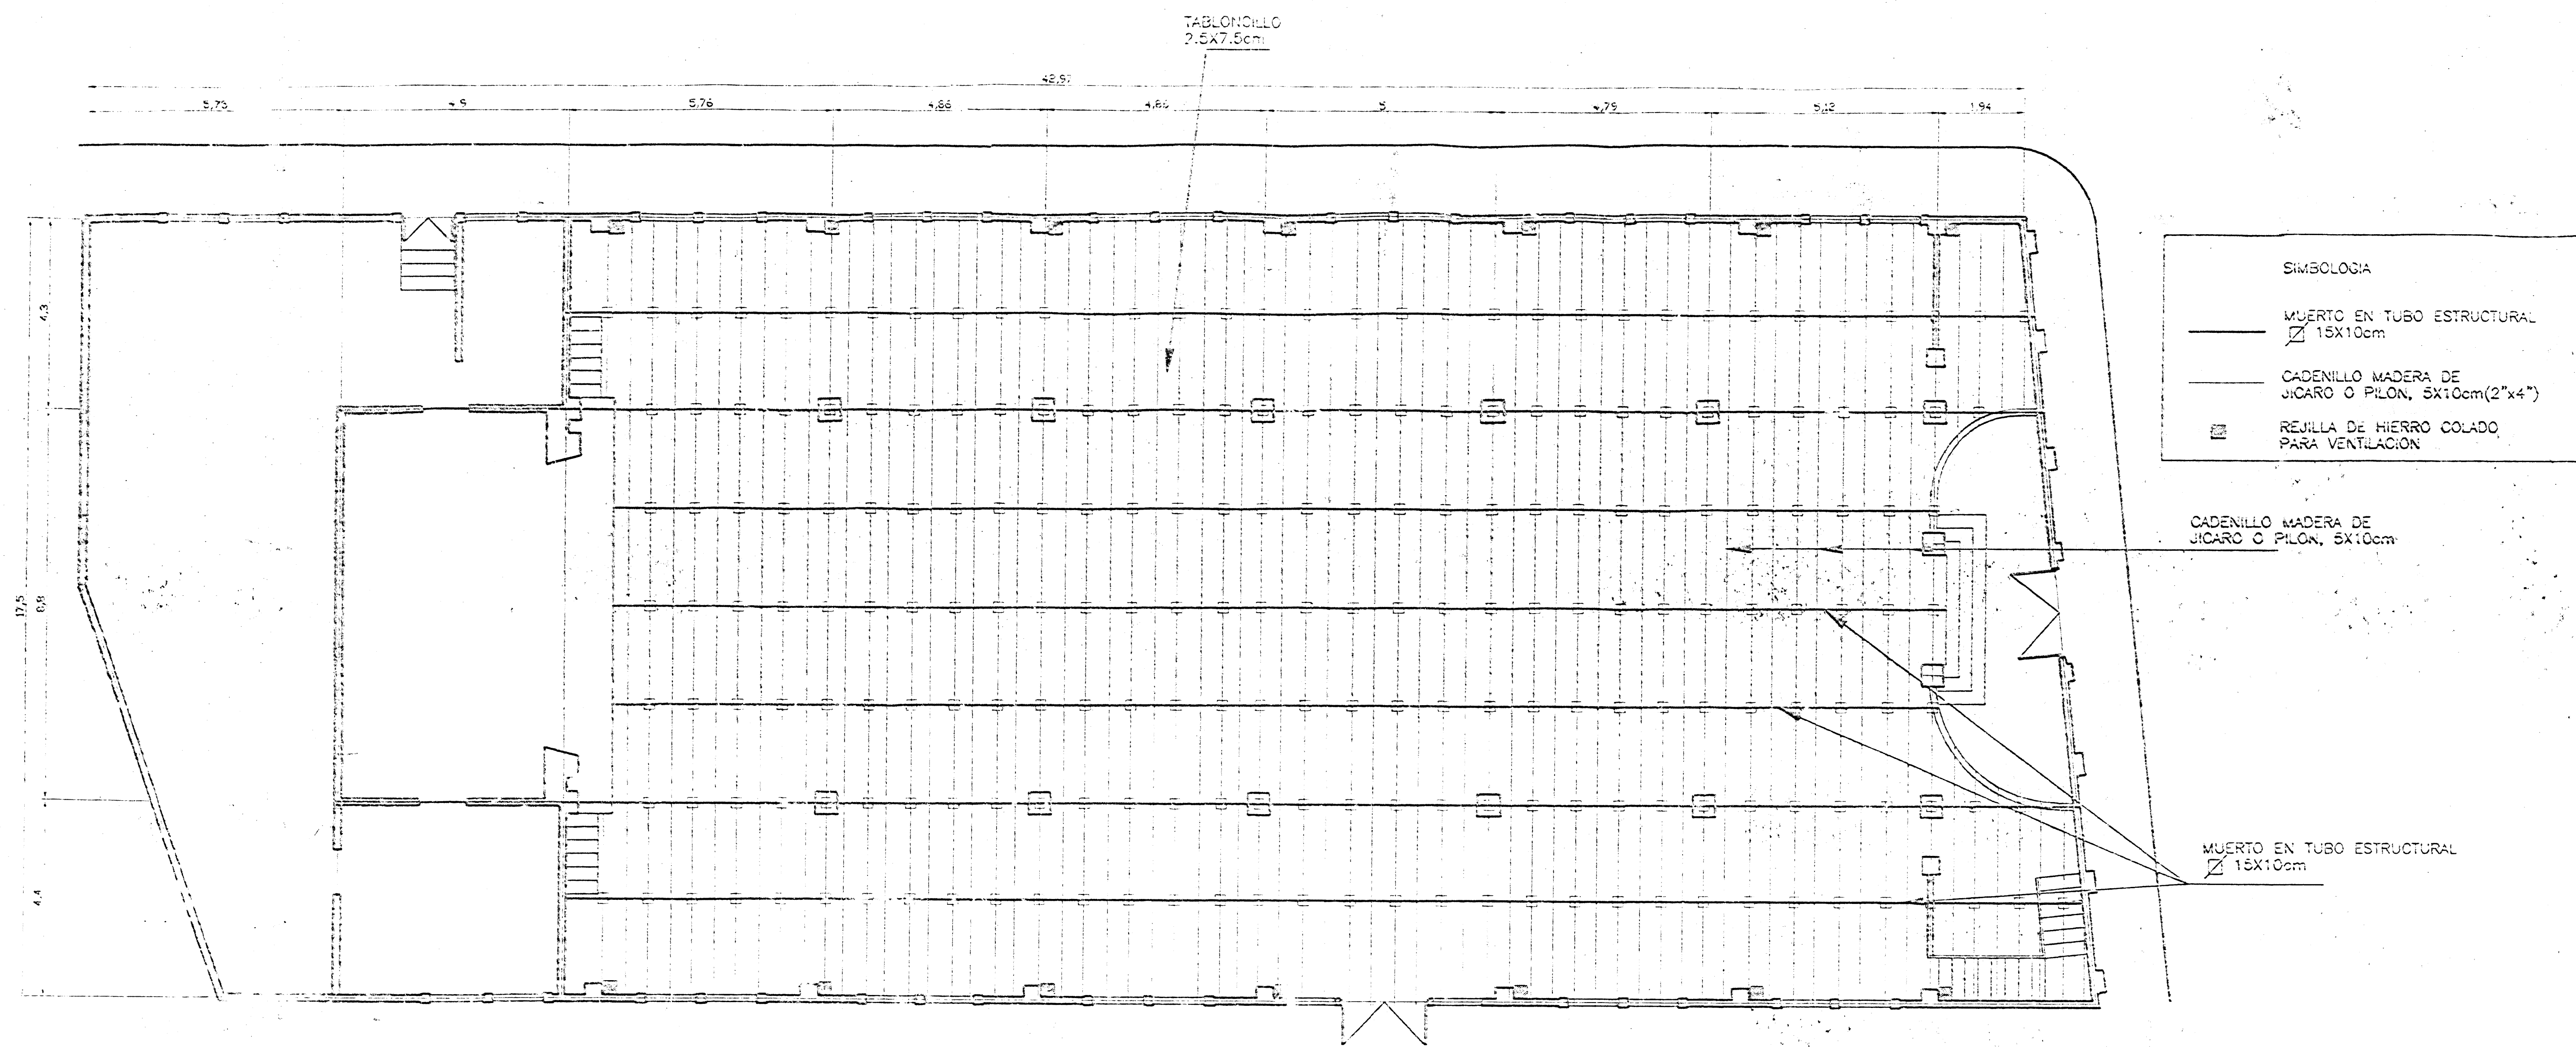 TABLONCILLO
2.5X7.5cm
42,97
5,73 4.9 5,76 4,86 4,86 5 4,79 5,12 1,94
SIMBOLOGIA
MUERTO EN TUBO ESTRUCTURAL
15X10cm
CADENILLO MADERA DE
JICARO O PILON, 5X10cm(2"x4")
REJILLA DE HIERRO COLADO
PARA VENTILACION
4,3
17,5
8,8
4,4
CADENILLO MADERA DE
JICARO O PILON, 5X10cm
MUERTO EN TUBO ESTRUCTURAL
15X10cm